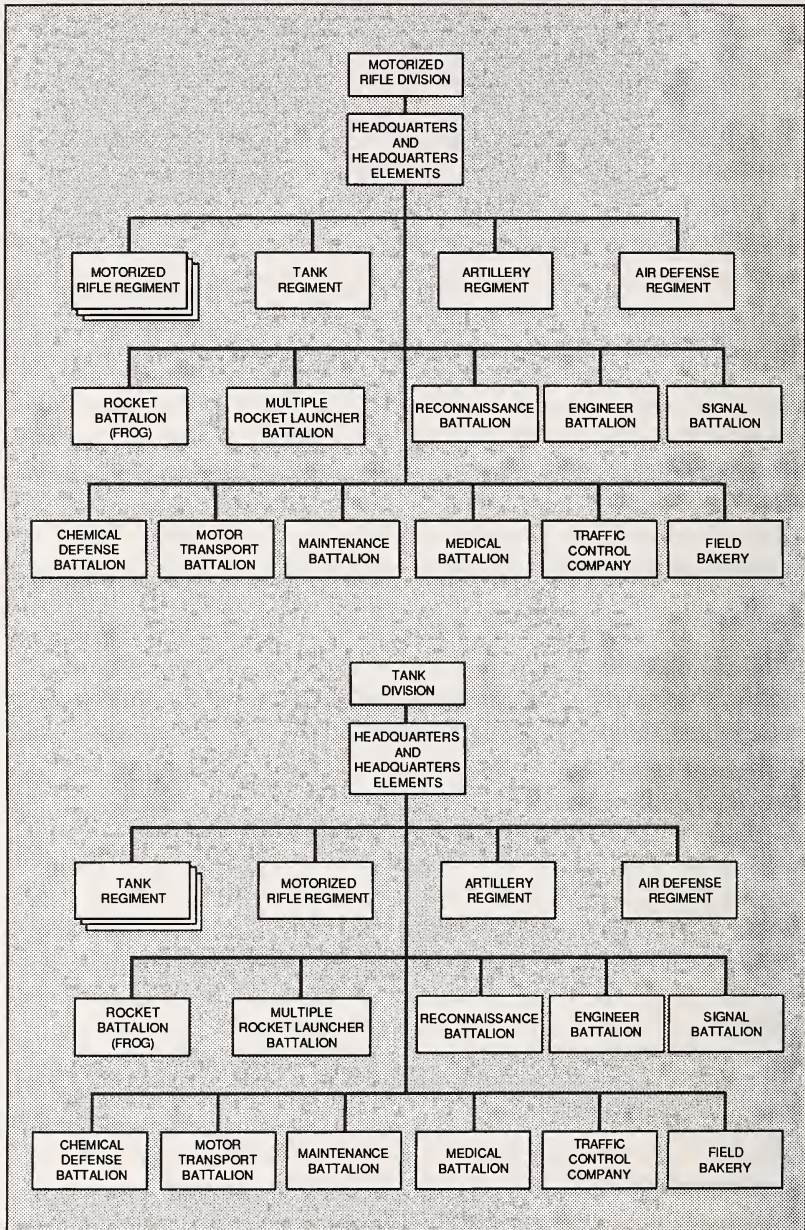 MOTORIZED
RIFLE DIVISION
HEADQUARTERS
AND
HEADQUARTERS
ELEMENTS
MOTORIZED
RIFLE REGIMENT
TANK
REGIMENT
ARTILLERY
REGIMENT
AIR DEFENSE
REGIMENT
ROCKET
BATTALION
(FROG)
MULTIPLE
ROCKET LAUNCHER
BATTALION
RECONNAISSANCE
BATTALION
ENGINEER
BATTALION
SIGNAL
BATTALION
CHEMICAL
DEFENSE
BATTALION
MOTOR
TRANSPORT
BATTALION
MAINTENANCE
BATTALION
MEDICAL
BATTALION
TRAFFIC
CONTROL
COMPANY
FIELD
BAKERY
TANK
DIVISION
HEADQUARTERS
AND
HEADQUARTERS
ELEMENTS
TANK
REGIMENT
MOTORIZED
RIFLE REGIMENT
ARTILLERY
REGIMENT
AIR DEFENSE
REGIMENT
ROCKET
BATTALION
(FROG)
MULTIPLE
ROCKET LAUNCHER
BATTALION
RECONNAISSANCE
BATTALION
ENGINEER
BATTALION
SIGNAL
BATTALION
CHEMICAL
DEFENSE
BATTALION
MOTOR
TRANSPORT
BATTALION
MAINTENANCE
BATTALION
MEDICAL
BATTALION
TRAFFIC
CONTROL
COMPANY
FIELD
BAKERY